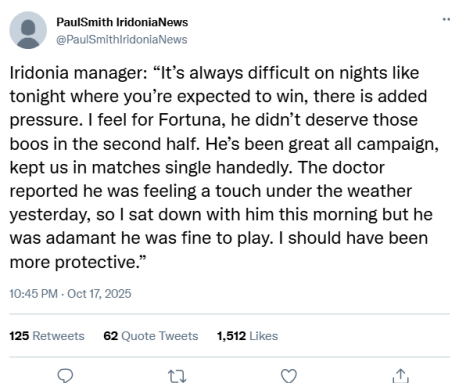 PaulSmith IridoniaNews
@PaulSmithIridoniaNews
Iridonia manager: “It’s always difficult on nights like
tonight where you’re expected to win, there is added
pressure. I feel for Fortuna, he didn’t deserve those
boos in the second half. He’s been great all campaign,
kept us in matches single handedly. The doctor
reported he was feeling a touch under the weather
yesterday, so I sat down with him this morning but he
was adamant he was fine to play. I should have been
more protective.”
10:45 PM · Oct 17, 2025
125 Retweets 62 Quote Tweets 1,512 Likes